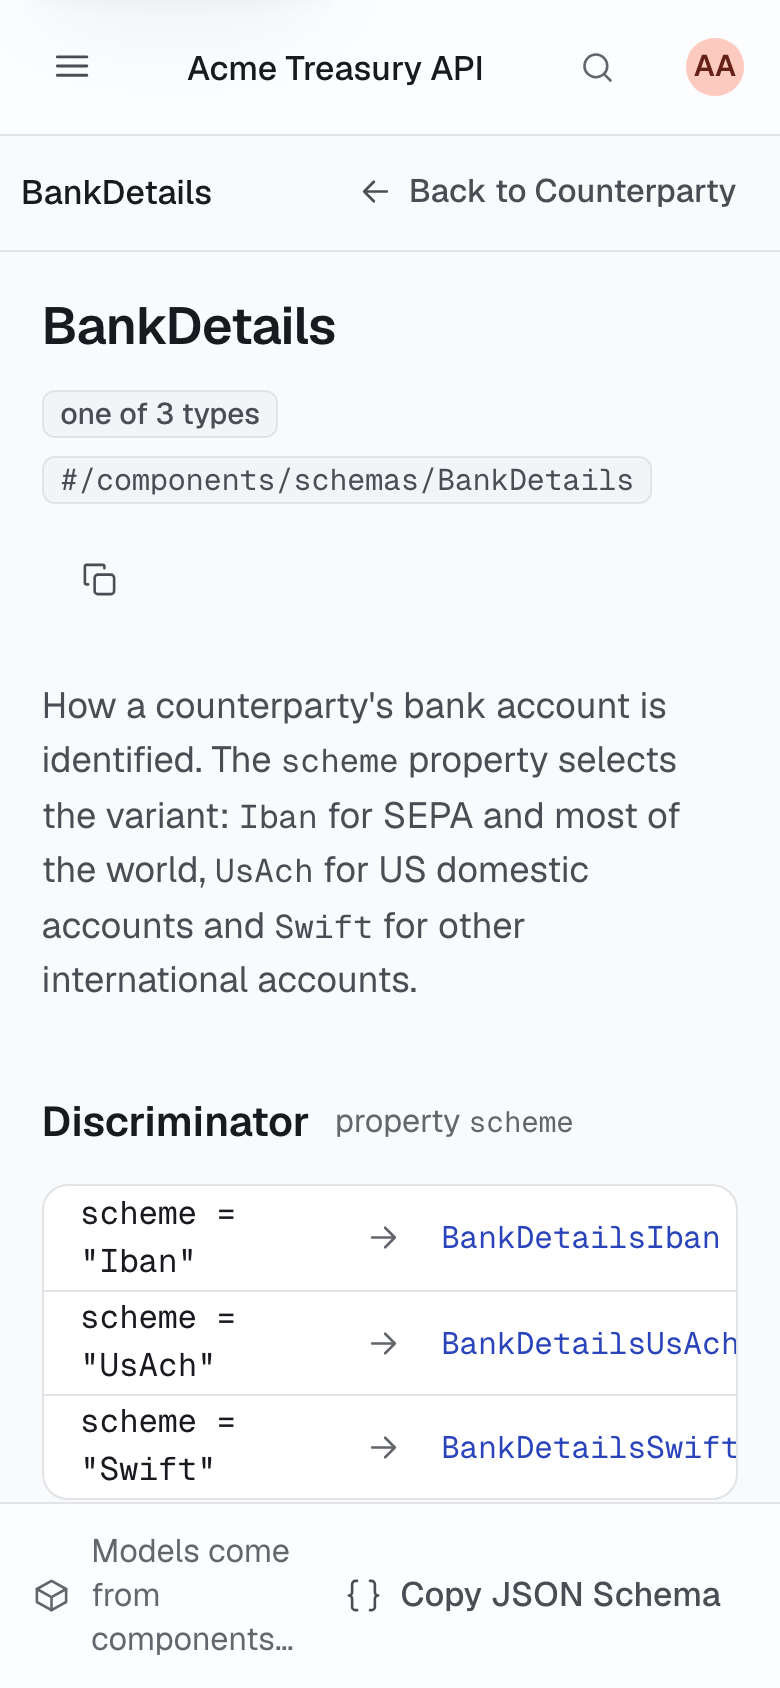 Acme Treasury API
AA
BankDetails
Back to Counterparty
BankDetails
one of 3 types
#/components/schemas/BankDetails
How a counterparty's bank account is
identified. The scheme property selects
the variant: Iban for SEPA and most of
the world, UsAch for US domestic
accounts and Swift for other
international accounts.
Discriminator property scheme
scheme =
"Iban"
BankDetailsIban
scheme =
"UsAch"
BankDetailsUsAch
scheme =
"Swift"
BankDetailsSwift
Models come
from
components…
{} Copy JSON Schema